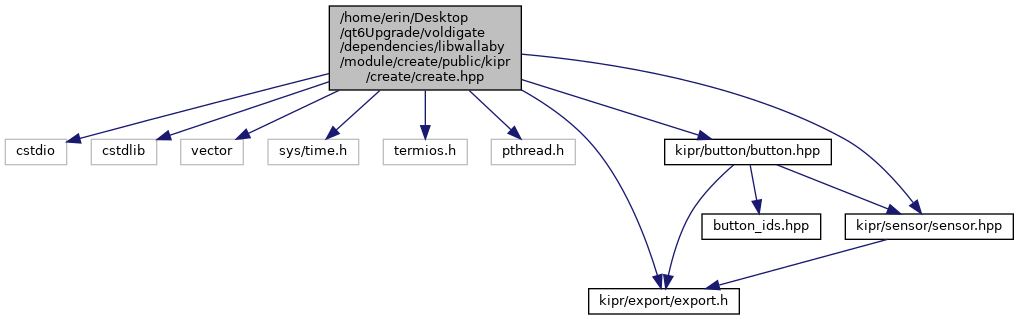 /home/erin/Desktop
/qt6Upgrade/voldigate
/dependencies/libwallaby
/module/create/public/kipr
/create/create.hpp
cstdio
cstdlib
vector
sys/time.h
termios.h
pthread.h
kipr/button/button.hpp
button_ids.hpp
kipr/sensor/sensor.hpp
kipr/export/export.h